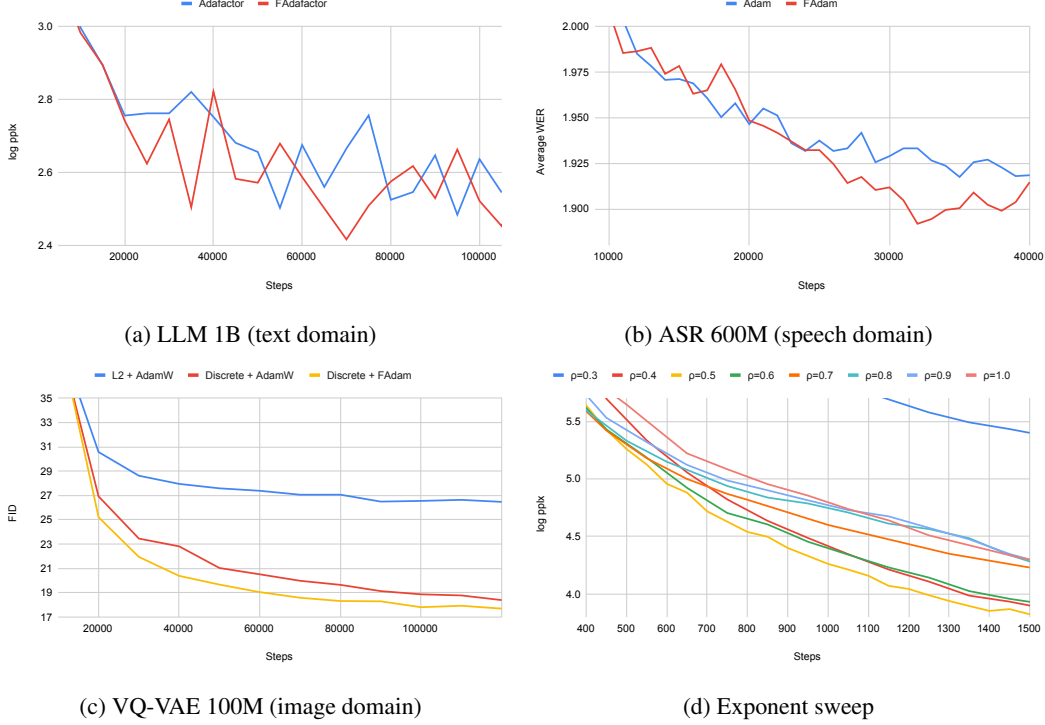 Adafactor FAdafactor
3.0
2.8
2.6
2.4
log pplx
20000 40000 60000 80000 100000
Steps
(a) LLM 1B (text domain)
Adam FAdam
2.000
1.975
1.950
1.925
1.900
Average WER
10000 20000 30000 40000
Steps
(b) ASR 600M (speech domain)
L2 + AdamW Discrete + AdamW Discrete + FAdam
35
33
31
29
27
25
23
21
19
17
FID
20000 40000 60000 80000 100000
Steps
(c) VQ-VAE 100M (image domain)
ρ=0.3 ρ=0.4 ρ=0.5 ρ=0.6 ρ=0.7 ρ=0.8 ρ=0.9 ρ=1.0
5.5
5.0
4.5
4.0
log pplx
400 500 600 700 800 900 1000 1100 1200 1300 1400 1500
Steps
(d) Exponent sweep